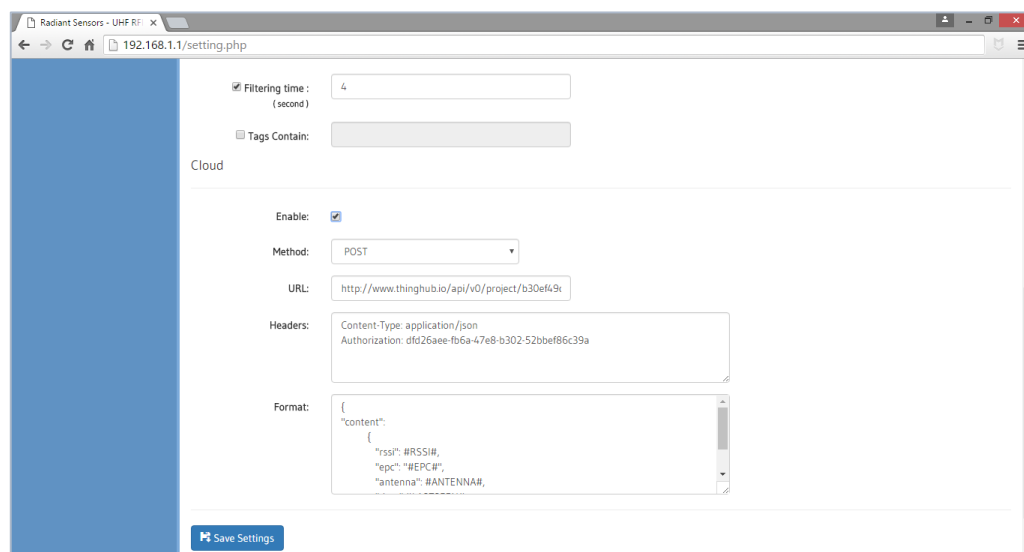 Radiant Sensors - UHF RF
192.168.1.1/setting.php
Filtering time :
( second )
4
Tags Contain:
Cloud
Enable:
Method:
POST
URL:
http://www.thinghub.io/api/v0/project/b30ef49c
Headers:
Content-Type: application/json
Authorization: dfd26aee-fb6a-47e8-b302-52bbef86c39a
Format:
{
"content":
{
"rssi": #RSSI#,
"epc": "#EPC#",
"antenna": #ANTENNA#,
Save Settings